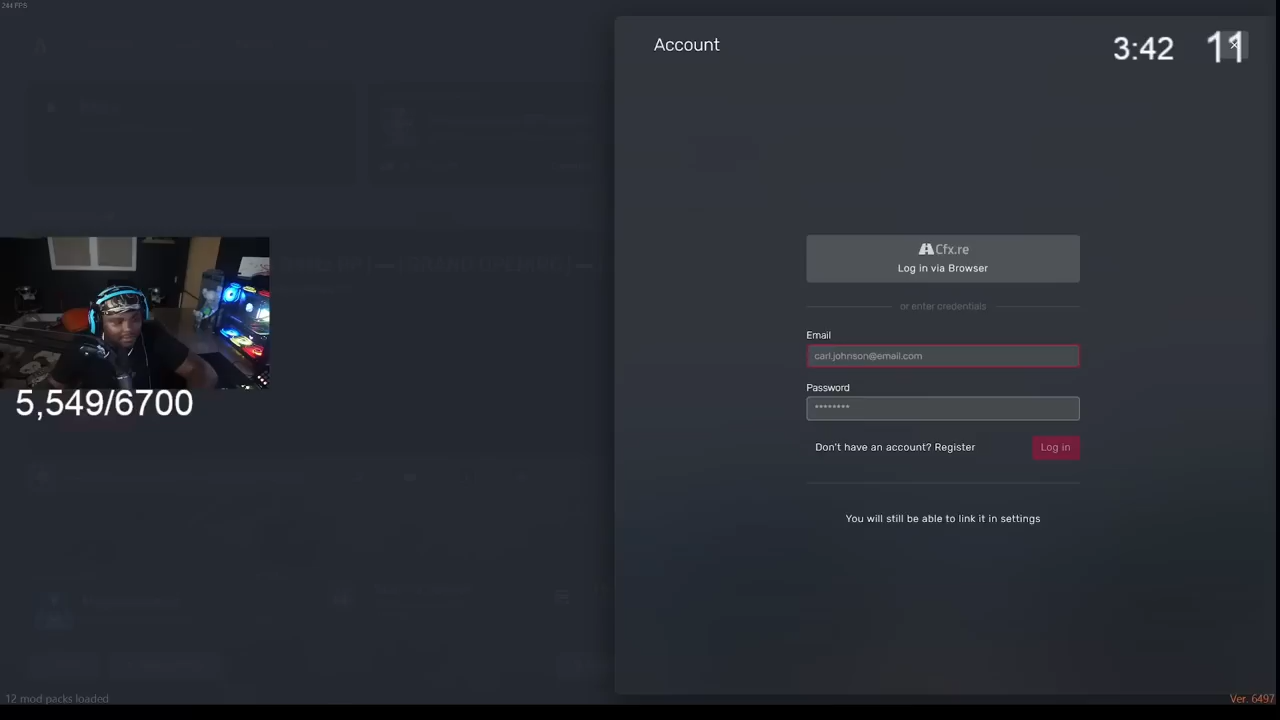 244 FPS
Account
3:42
11
Cfx.re
Log in via Browser
or enter credentials
Email
carl.johnson@email.com
Password
********
Don't have an account? Register
Log in
You will still be able to link it in settings
5,549/6700
12 mod packs loaded
Ver. 6497